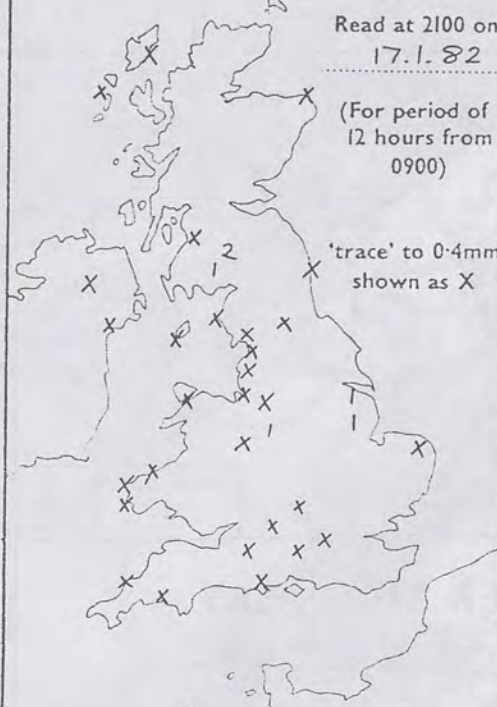 Read at 2100 on
17.1.82
(For period of
12 hours from
0900)
'trace' to 0·4mm
shown as X
X
X
X
X
2
1
X
X
X
X
X
X
X
X
X
X
X
X
1
1
1
X
X
X
X
X
X
X
X
X
X
X
X
X